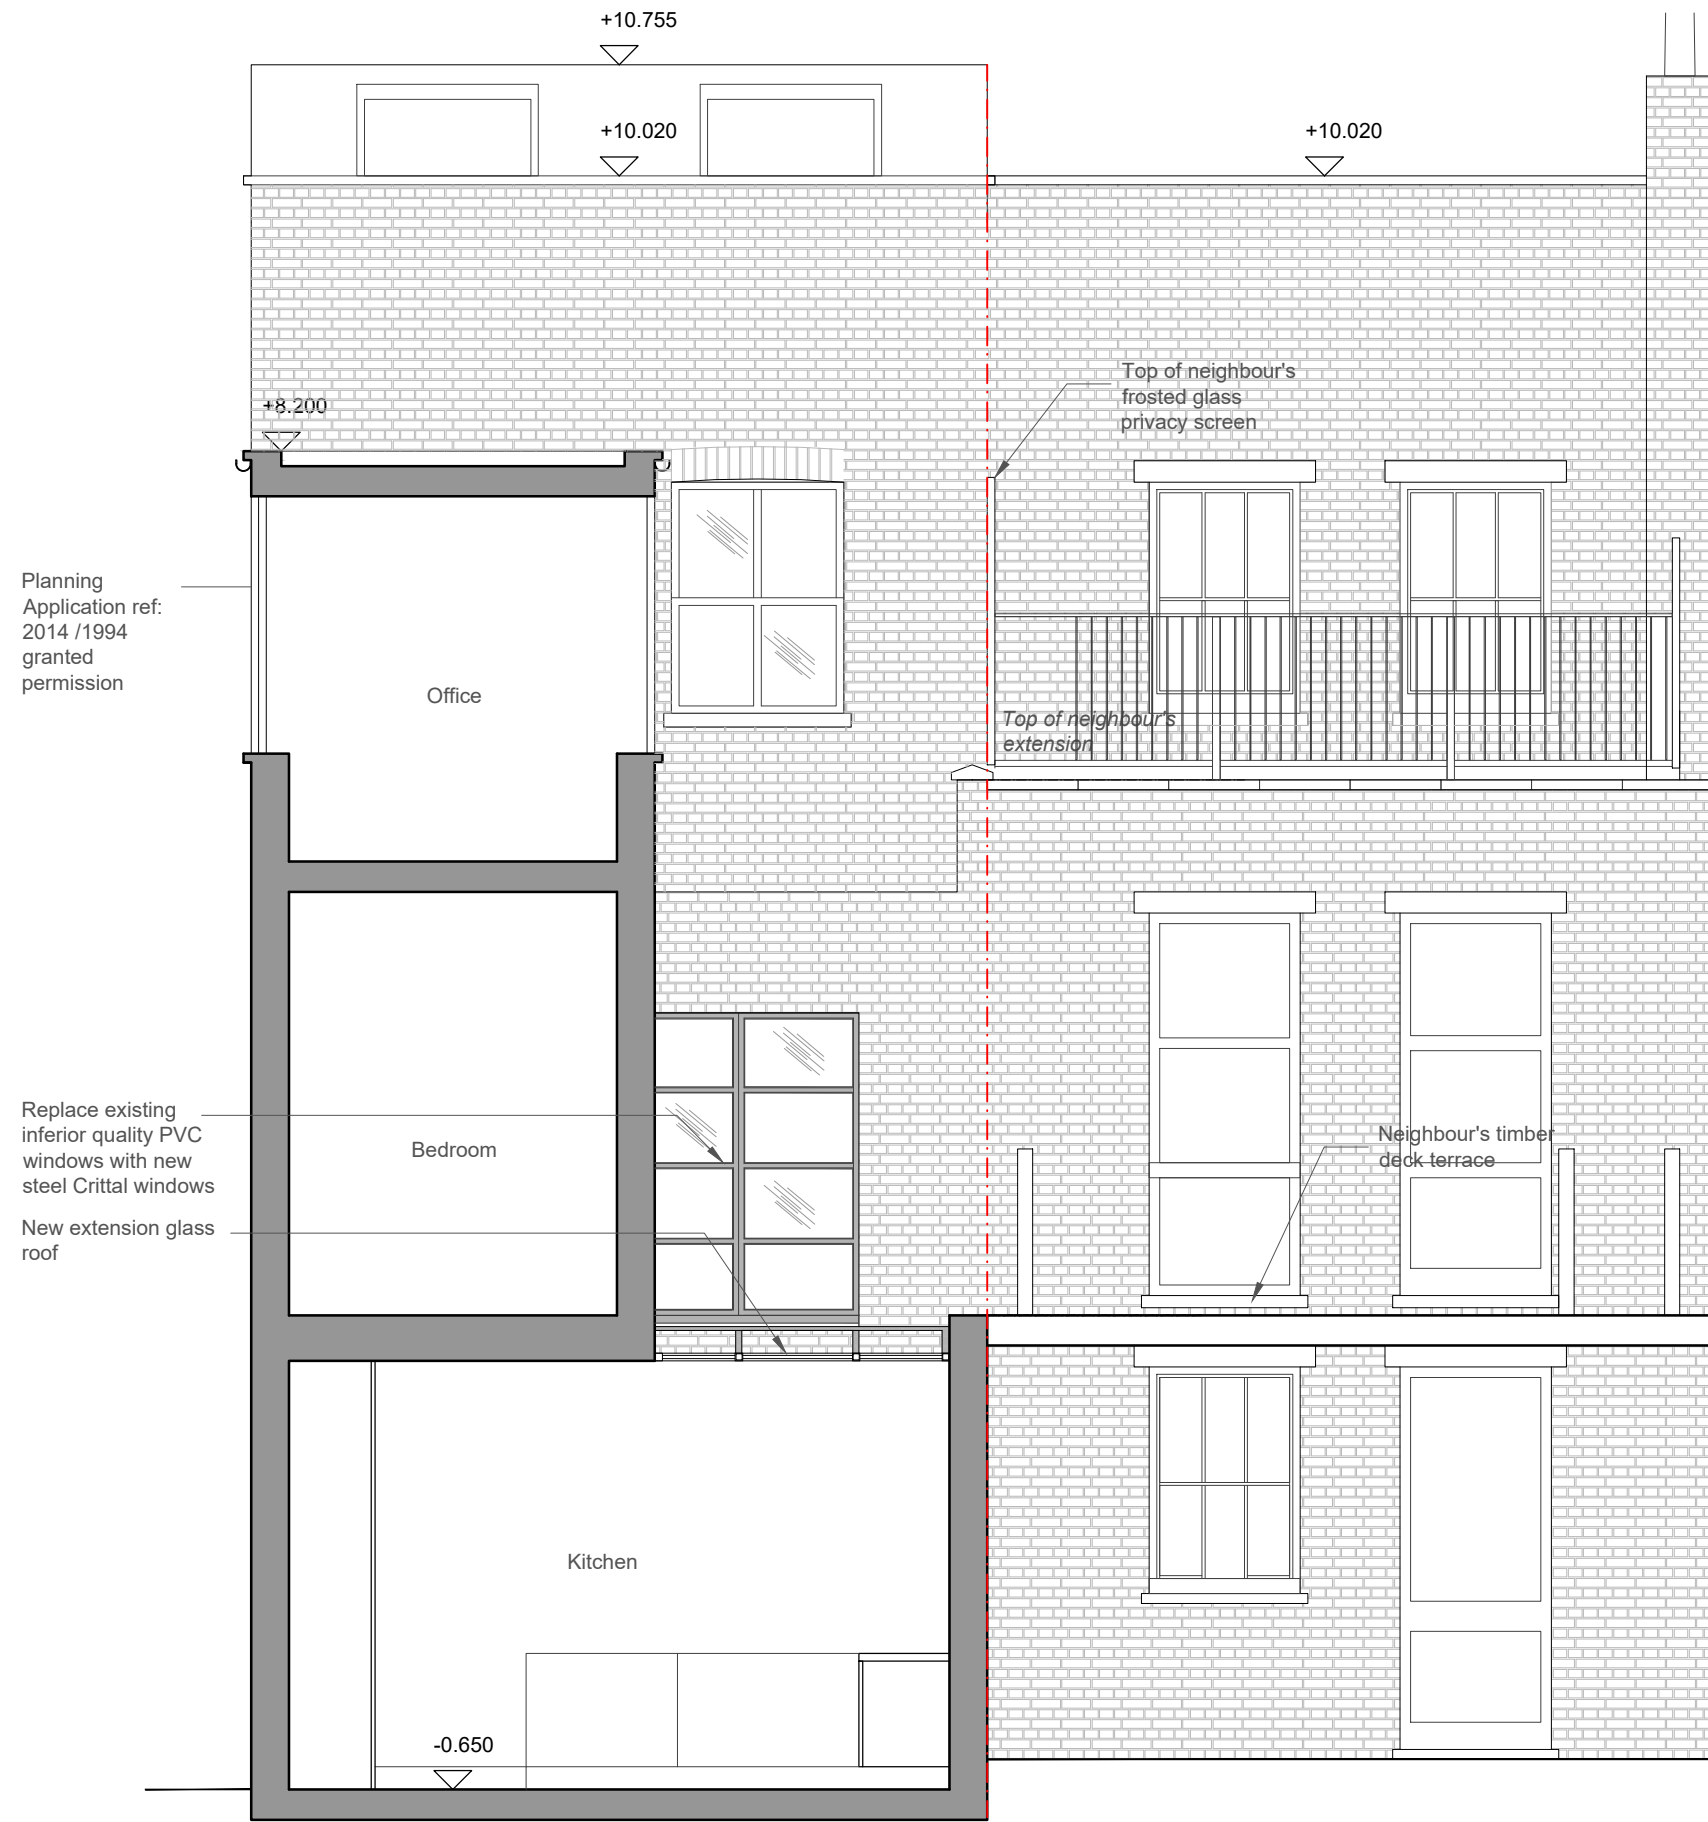 +10.755
+10.020
+10.020
Top of neighbour's
frosted glass
privacy screen
+8.200
Planning
Application ref:
2014 /1994
granted
permission
Office
Top of neighbour's
extension
Replace existing
inferior quality PVC
windows with new
steel Crittal windows
Bedroom
Neighbour's timber
deck terrace
New extension glass
roof
Kitchen
-0.650